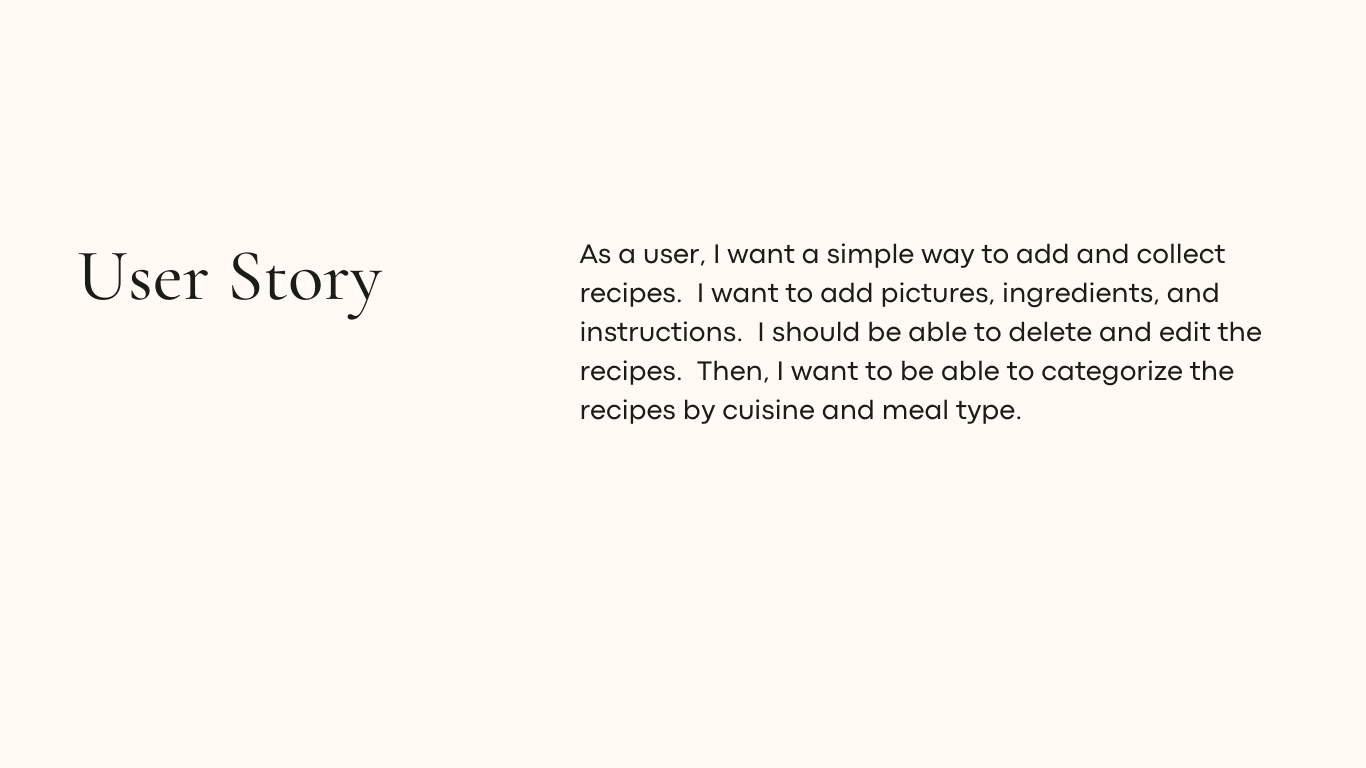 User Story
As a user, I want a simple way to add and collect
recipes.  I want to add pictures, ingredients, and
instructions.  I should be able to delete and edit the
recipes.  Then, I want to be able to categorize the
recipes by cuisine and meal type.